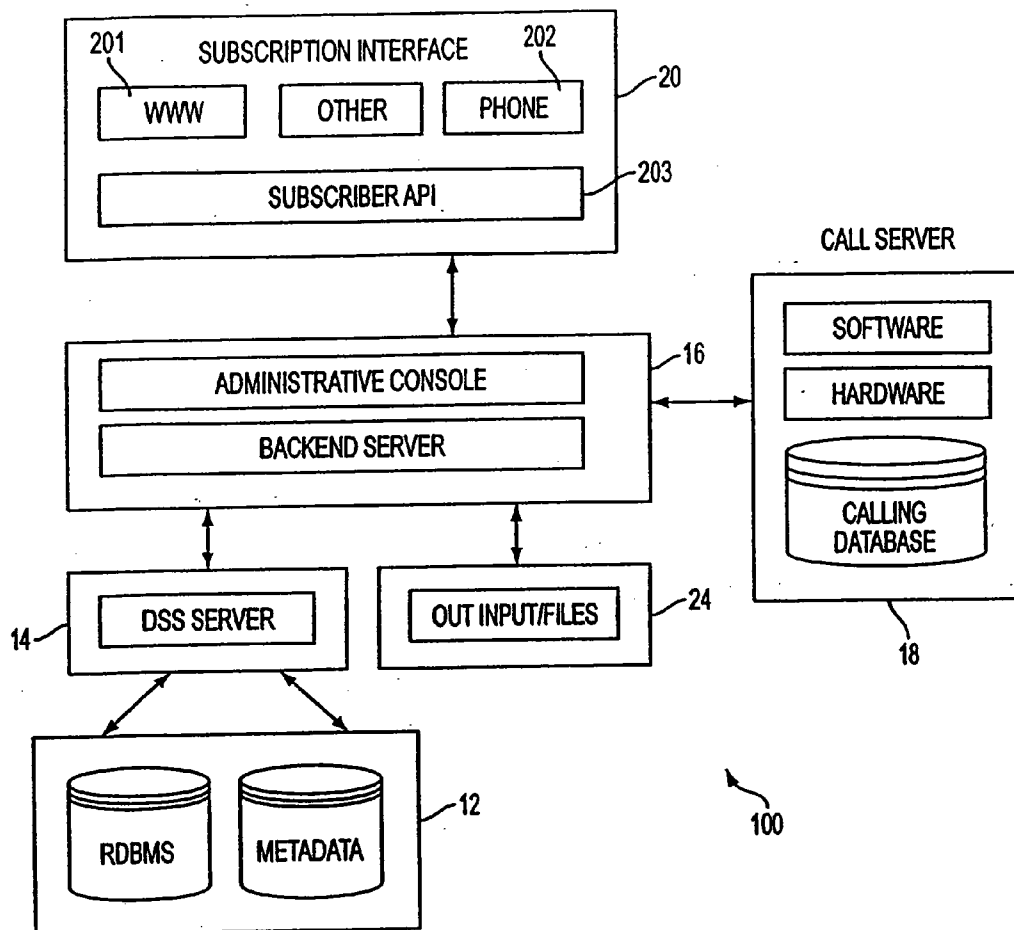 SUBSCRIPTION INTERFACE
201
202
20
WWW
OTHER
PHONE
SUBSCRIBER API
203
CALL SERVER
SOFTWARE
HARDWARE
CALLING
DATABASE
18
16
ADMINISTRATIVE CONSOLE
BACKEND SERVER
14
DSS SERVER
OUT INPUT/FILES
24
RDBMS
METADATA
12
100